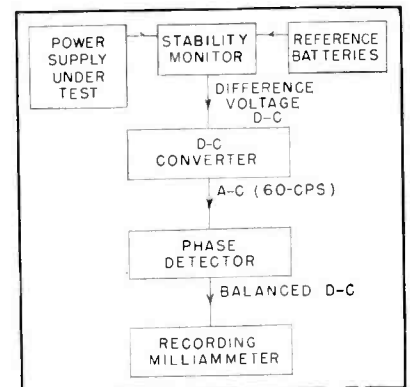 POWER
SUPPLY
UNDER
TEST
STABILITY
MONITOR
REFERENCE
BATTERIES
DIFFERENCE
VOLTAGE
D-C
D-C
CONVERTER
A-C (60-CPS)
PHASE
DETECTOR
BALANCED D-C
RECORDING
MILLIAMMETER